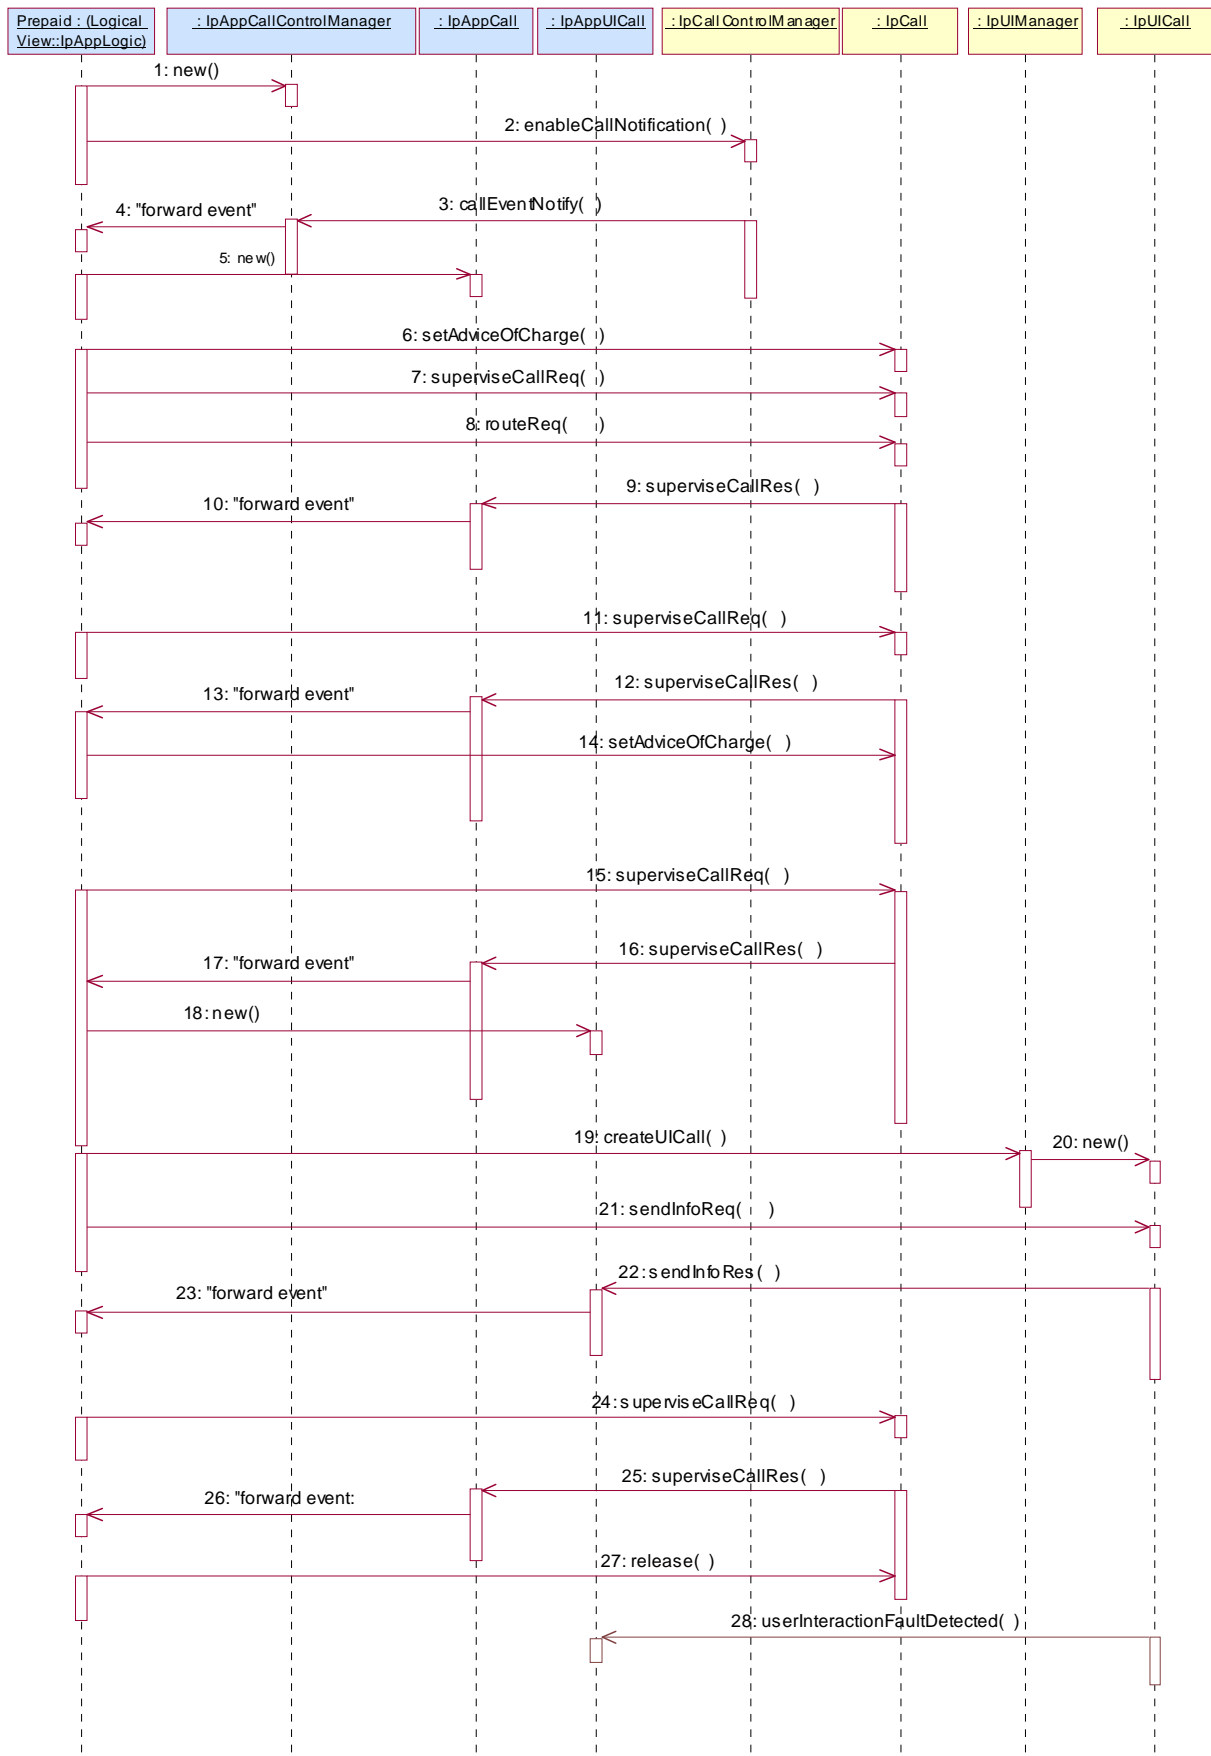 Prepaid : (Logical
View::IpAppLogic)
: IpAppCallControlManager
: IpAppCall
: IpAppUICall
: IpCallControlManager
: IpCall
: IpUIManager
: IpUICall
1: new()
2: enableCallNotification( )
3: callEventNotify( )
4: "forward event"
5: new()
6: setAdviceOfCharge( )
7: superviseCallReq( )
8: routeReq( )
9: superviseCallRes( )
10: "forward event"
11: superviseCallReq( )
12: superviseCallRes( )
13: "forward event"
14: setAdviceOfCharge( )
15: superviseCallReq( )
16: superviseCallRes( )
17: "forward event"
18: new()
19: createUICall( )
20: new()
21: sendInfoReq( )
22: sendInfoRes( )
23: "forward event"
24: superviseCallReq( )
25: superviseCallRes( )
26: "forward event:
27: release( )
28: userInteractionFaultDetected( )